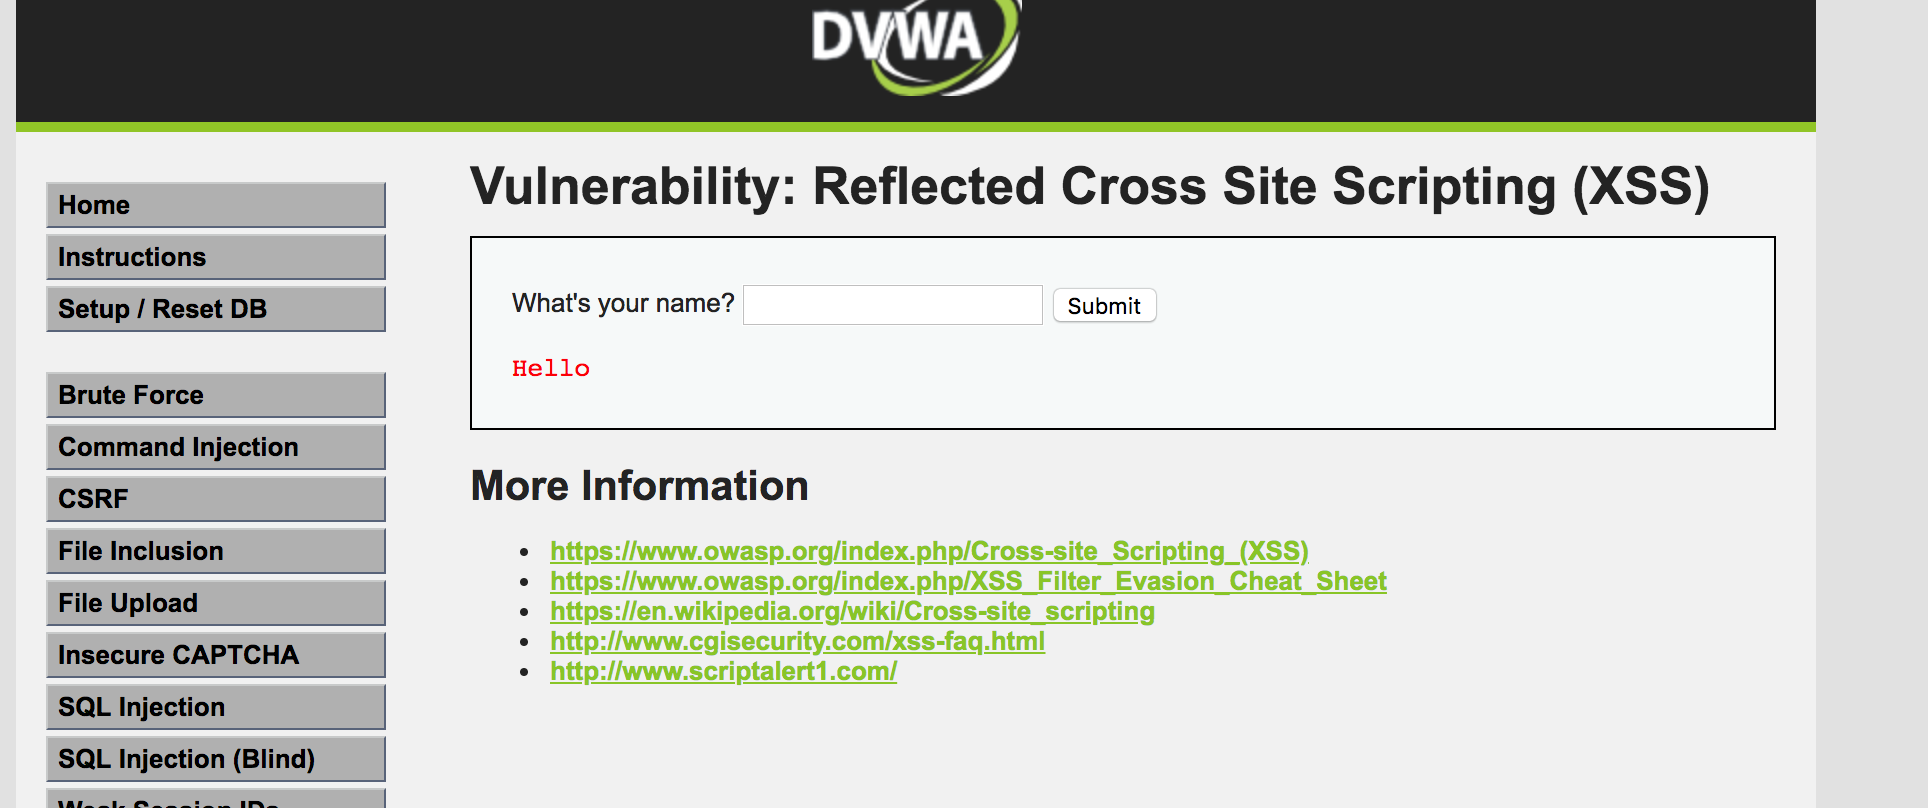 DVWA
Home
Instructions
Setup / Reset DB
Brute Force
Command Injection
CSRF
File Inclusion
File Upload
Insecure CAPTCHA
SQL Injection
SQL Injection (Blind)
Weak Session IDs
Vulnerability: Reflected Cross Site Scripting (XSS)
What's your name? Submit
Hello
More Information
https://www.owasp.org/index.php/Cross-site_Scripting_(XSS)
https://www.owasp.org/index.php/XSS_Filter_Evasion_Cheat_Sheet
https://en.wikipedia.org/wiki/Cross-site_scripting
http://www.cgisecurity.com/xss-faq.html
http://www.scriptalert1.com/